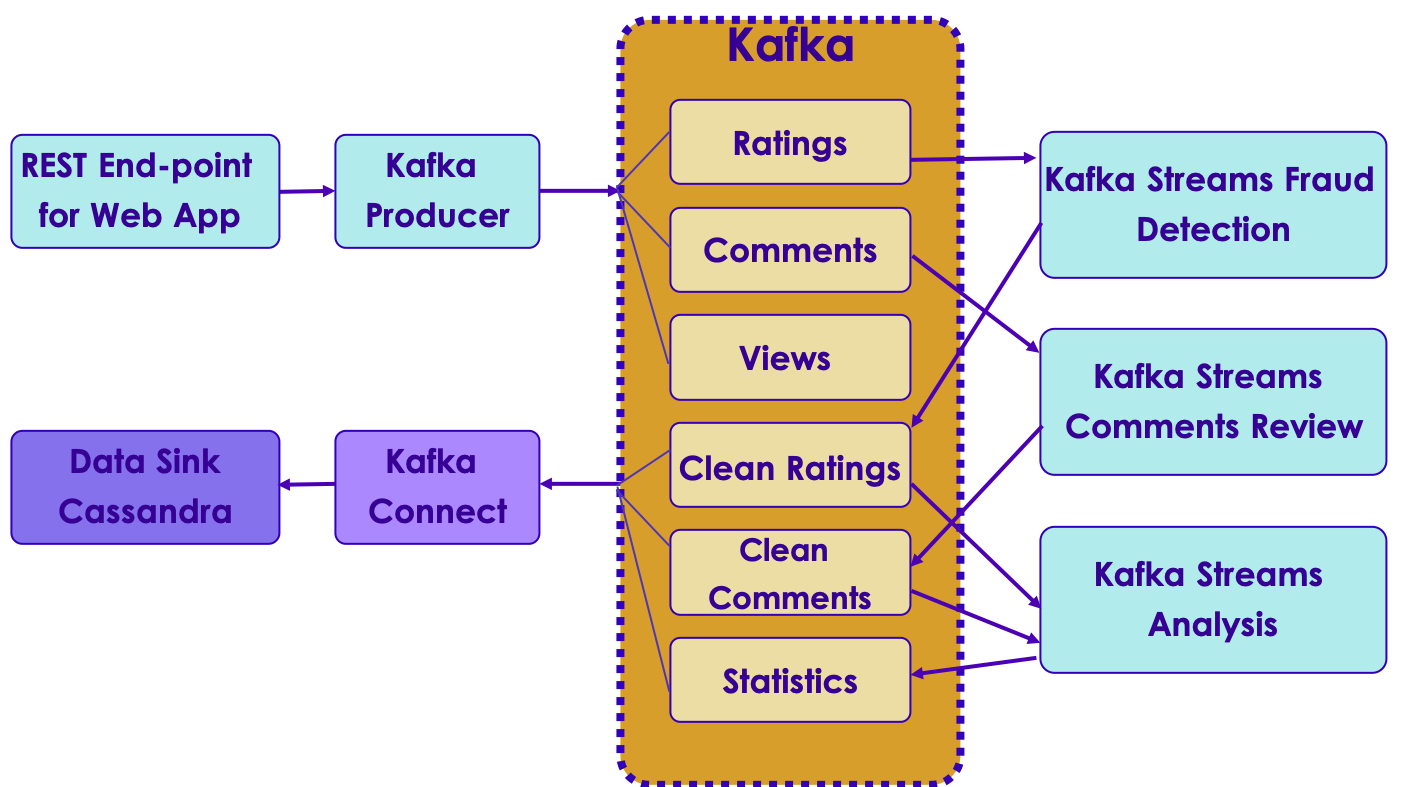 Kafka
REST End-point
for Web App
Kafka
Producer
Ratings
Comments
Views
Clean Ratings
Clean
Comments
Statistics
Kafka Streams Fraud
Detection
Kafka Streams
Comments Review
Kafka Streams
Analysis
Data Sink
Cassandra
Kafka
Connect